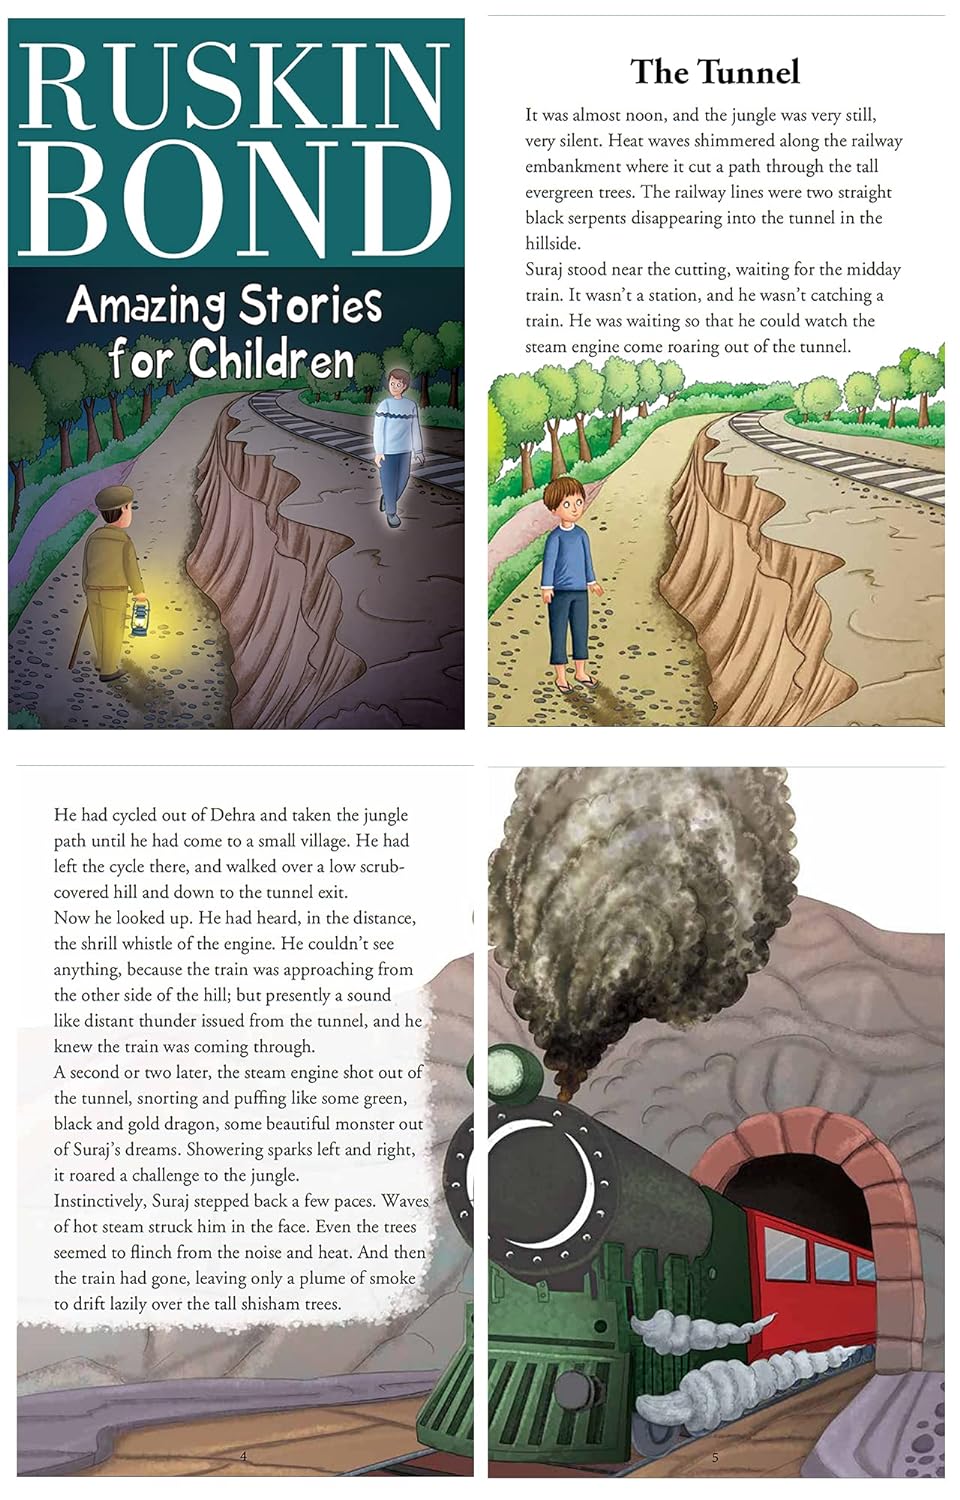 RUSKIN
BOND
Amazing Stories
for Children
The Tunnel
It was almost noon, and the jungle was very still,
very silent. Heat waves shimmered along the railway
embankment where it cut a path through the tall
evergreen trees. The railway lines were two straight
black serpents disappearing into the tunnel in the
hillside.
Suraj stood near the cutting, waiting for the midday
train. It wasn't a station, and he wasn't catching a
train. He was waiting so that he could watch the
steam engine come roaring out of the tunnel.
3
He had cycled out of Dehra and taken the jungle
path until he had come to a small village. He had
left the cycle there, and walked over a low scrub-
covered hill and down to the tunnel exit.
Now he looked up. He had heard, in the distance,
the shrill whistle of the engine. He couldn't see
anything, because the train was approaching from
the other side of the hill; but presently a sound
like distant thunder issued from the tunnel, and he
knew the train was coming through.
A second or two later, the steam engine shot out of
the tunnel, snorting and puffing like some green,
black and gold dragon, some beautiful monster out
of Suraj's dreams. Showering sparks left and right,
it roared a challenge to the jungle.
Instinctively, Suraj stepped back a few paces. Waves
of hot steam struck him in the face. Even the trees
seemed to flinch from the noise and heat. And then
the train had gone, leaving only a plume of smoke
to drift lazily over the tall shisham trees.
4
5